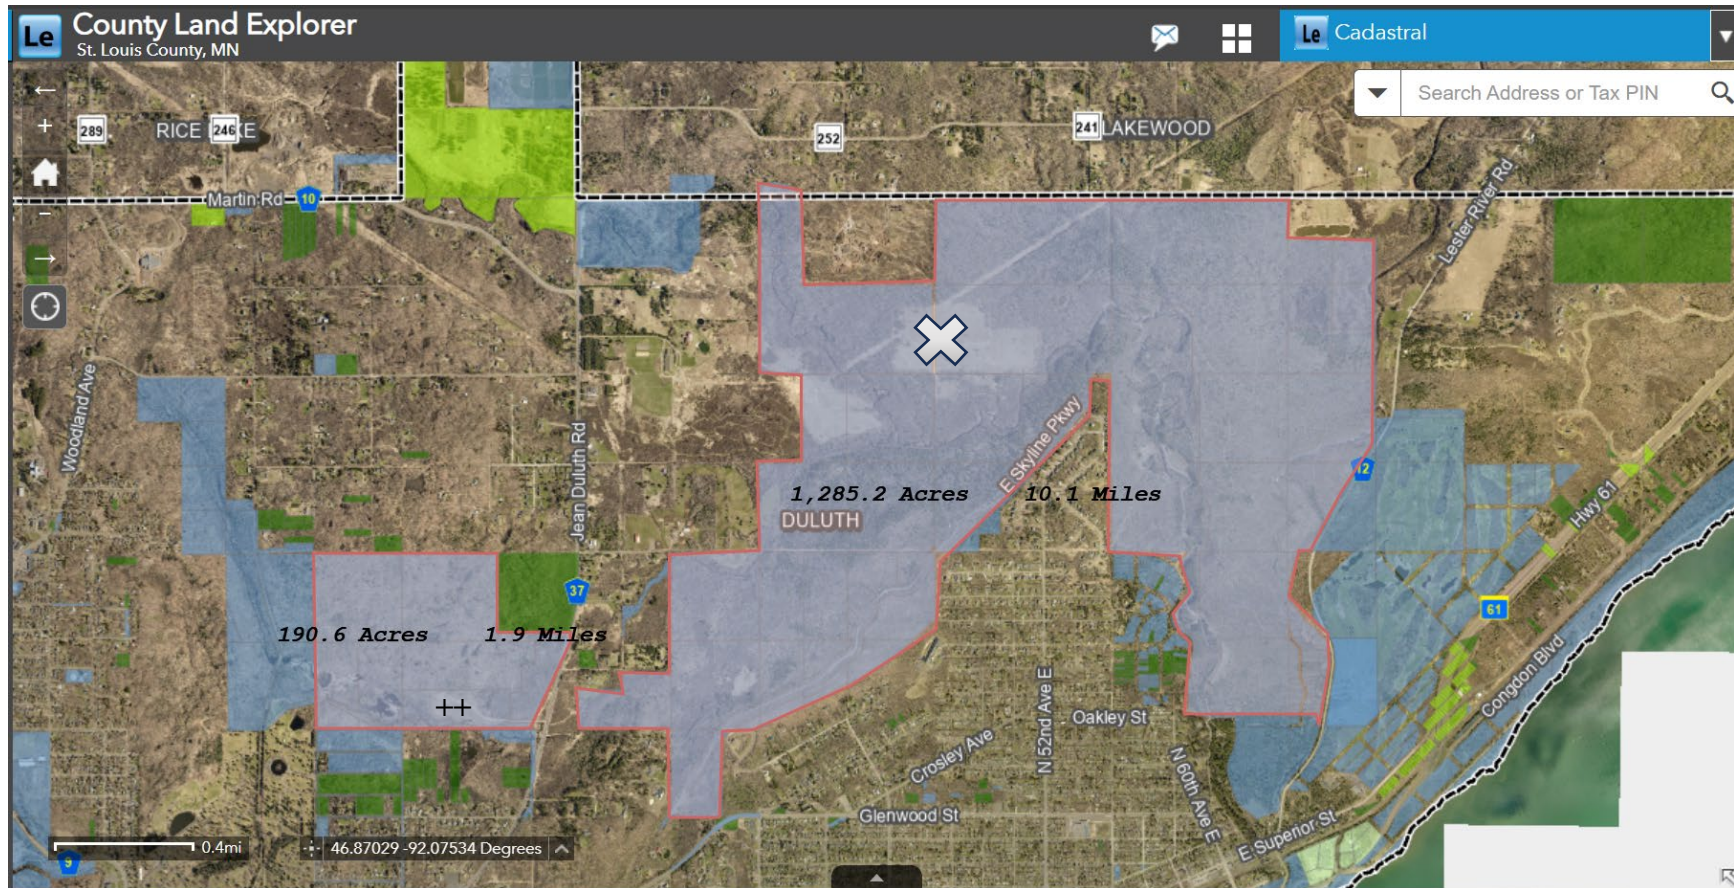 Le
County Land Explorer
St. Louis County, MN
Le
Cadastral
Search Address or Tax PIN
289
246
252
241
LAKEWOOD
Martin Rd
10
Lester River Rd
Woodland Ave
Jean Duluth Rd
E Skyline Pkwy
1,285.2 Acres
10.1 Miles
DULUTH
Hwy 61
37
61
190.6 Acres
1.9 Miles
++
Congdon Blvd
N 52nd Ave E
Oakley St
Crosley Ave
N 60th Ave E
Glenwood St
E Superior St
0.4mi
46.87029 -92.07534 Degrees
9